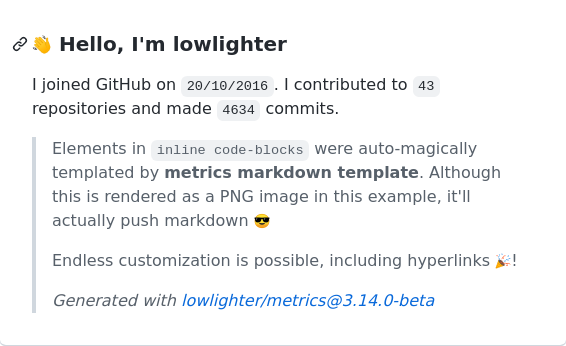 👋 Hello, I'm lowlighter
I joined GitHub on 20/10/2016. I contributed to 43
repositories and made 4634 commits.
Elements in inline code-blocks were auto-magically
templated by metrics markdown template. Although
this is rendered as a PNG image in this example, it'll
actually push markdown 😎
Endless customization is possible, including hyperlinks 🎉!
Generated with lowlighter/metrics@3.14.0-beta